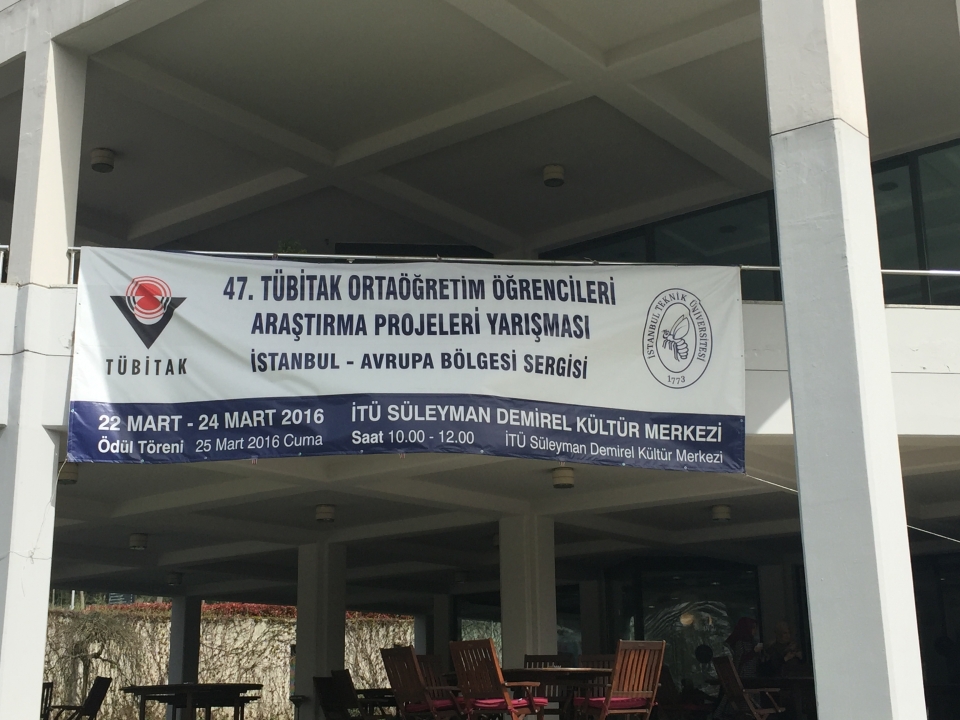 47. TÜBİTAK ORTAÖĞRETİM ÖĞRENCİLERİ
ARAŞTIRMA PROJELERİ YARIŞMASI
İSTANBUL - AVRUPA BÖLGESİ SERGİSİ
TÜBİTAK
İSTANBUL TEKNİK ÜNİVERSİTESİ
1773
22 MART - 24 MART 2016 İTÜ SÜLEYMAN DEMİREL KÜLTÜR MERKEZİ
Ödül Töreni 25 Mart 2016 Cuma Saat 10.00 - 12.00 İTÜ Süleyman Demirel Kültür Merkezi